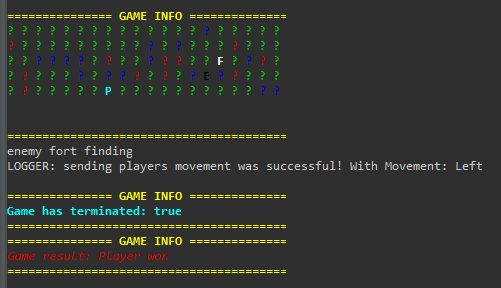 =============== GAME INFO ==============
? ? ? ? ? ? ? ? ? ? ? ? ? ? ? ? ? ? ? ?
? ? ? ? ? ? ? ? ? ? ? ? ? ? ? ? ? ? ? ?
? ? ? ? ? ? ? ? ? ? ? ? ? ? ? F ? ? ? ?
? ? ? ? ? ? ? ? ? ? ? ? ? ? E ? ? ? ? ?
? ? ? ? ? ? ? P ? ? ? ? ? ? ? ? ? ? ? ?
========================================
enemy fort finding
LOGGER: sending players movement was successful! With Movement: Left
=============== GAME INFO ==============
Game has terminated: true
========================================
=============== GAME INFO ==============
Game result: Player won
========================================